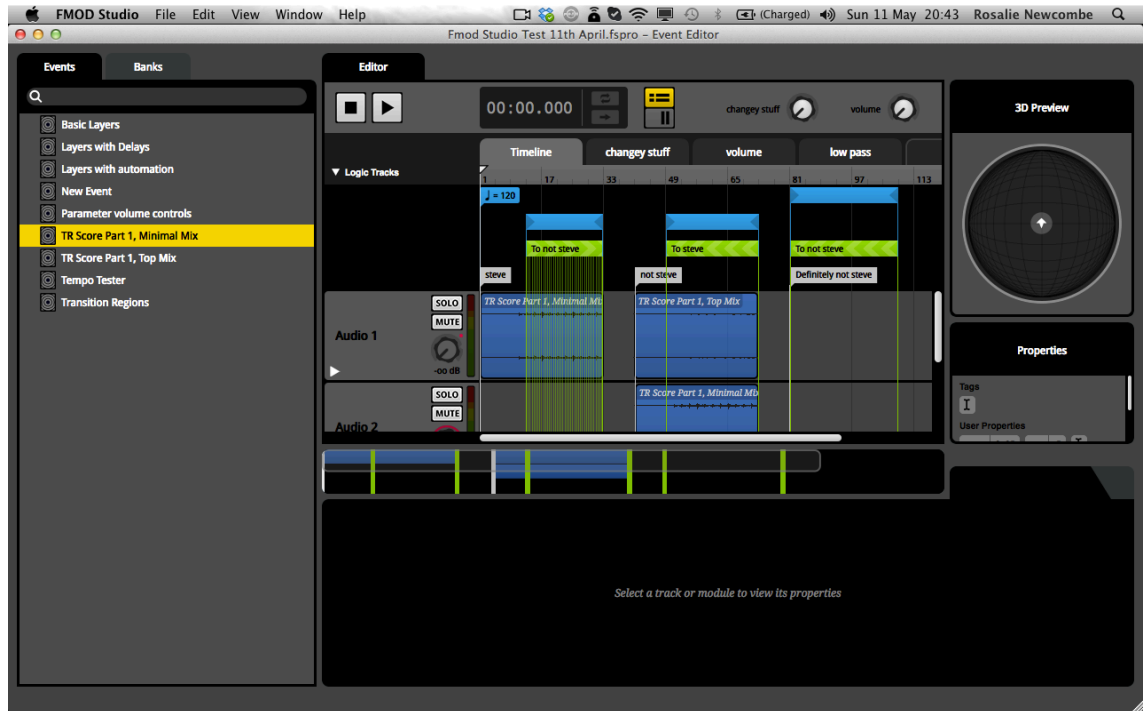 FMOD Studio File Edit View Window Help (Charged) Sun 11 May 20:43 Rosalie Newcombe
Fmod Studio Test 11th April.fspro – Event Editor
Events Banks
Editor
Basic Layers
Layers with Delays
Layers with automation
New Event
Parameter volume controls
TR Score Part 1, Minimal Mix
TR Score Part 1, Top Mix
Tempo Tester
Transition Regions
00:00.000
changey stuff
volume
Timeline changey stuff volume low pass
Logic Tracks
1 17 33 49 65 81 97 113
= 120
To not steve To steve To not steve
steve not steve Definitely not steve
Audio 1
SOLO
MUTE
-oo dB
TR Score Part 1, Minimal Mi
TR Score Part 1, Top Mix
Audio 2
SOLO
MUTE
TR Score Part 1, Minimal Mi
3D Preview
Properties
Tags
User Properties
Select a track or module to view its properties